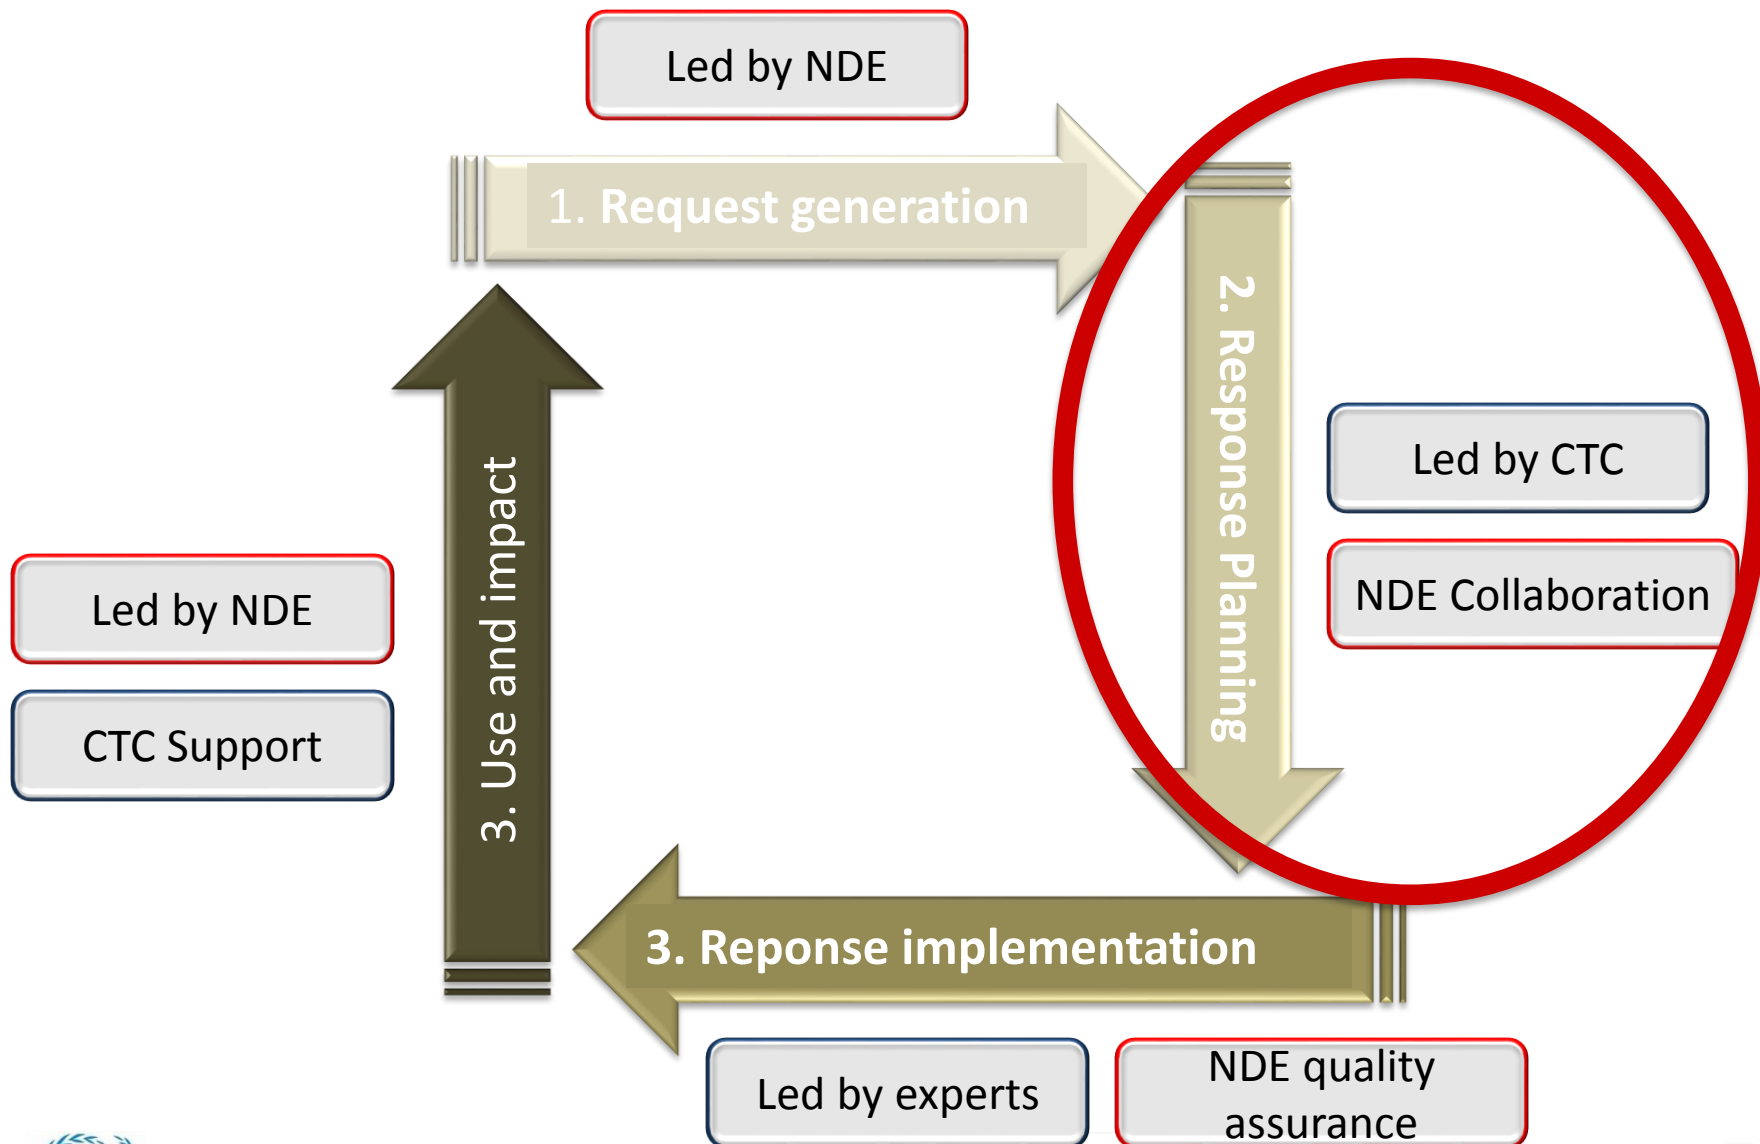 Led by NDE
1. Request generation
2. Response Planning
Led by CTC
NDE Collaboration
3. Use and impact
Led by NDE
CTC Support
3. Reponse implementation
Led by experts
NDE quality
assurance